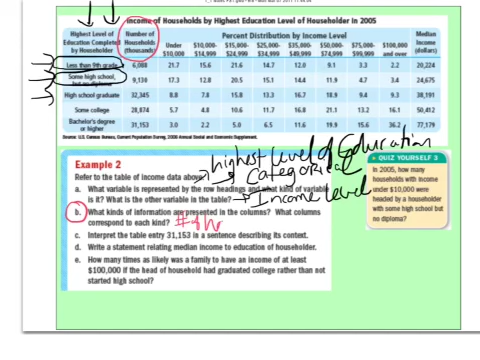 Income of Households by Highest Education Level of Householder in 2005
Highest Level of Education Completed by Householder
Number of Households (thousands)
Percent Distribution by Income Level
Median Income (dollars)
Under $10,000
$10,000- $14,999
$15,000- $24,999
$25,000- $34,999
$35,000- $49,999
$50,000- $74,999
$75,000- $99,999
$100,000 and over
Less than 9th grade 6,088 21.7 15.6 21.6 14.7 12.0 9.1 3.3 2.2 20,224
Some high school, but no diploma 9,130 17.3 12.8 20.5 15.1 14.4 11.9 4.7 3.4 24,675
High school graduate 32,345 8.8 7.8 15.8 13.3 16.7 18.9 9.4 9.3 38,191
Some college 28,874 5.7 4.8 10.6 11.7 16.8 21.1 13.2 16.1 50,412
Bachelor's degree or higher 31,153 3.0 2.2 5.0 6.5 11.6 19.9 15.6 36.2 77,179
Source: U.S. Census Bureau, Current Population Survey, 2006 Annual Social and Economic Supplement.
highest Level of Education
Categorical
Income Level
Example 2
Refer to the table of income data above.
a. What variable is represented by the row headings and what kind of variable
is it? What is the other variable in the table?
b. What kinds of information are presented in the columns? What columns
correspond to each kind?
c. Interpret the table entry 31,153 in a sentence describing its context.
d. Write a statement relating median income to education of householder.
e. How many times as likely was a family to have an income of at least
$100,000 if the head of household had graduated college rather than not
started high school?
QUIZ YOURSELF 3
In 2005, how many
households with income
under $10,000 were
headed by a householder
with some high school but
no diploma?